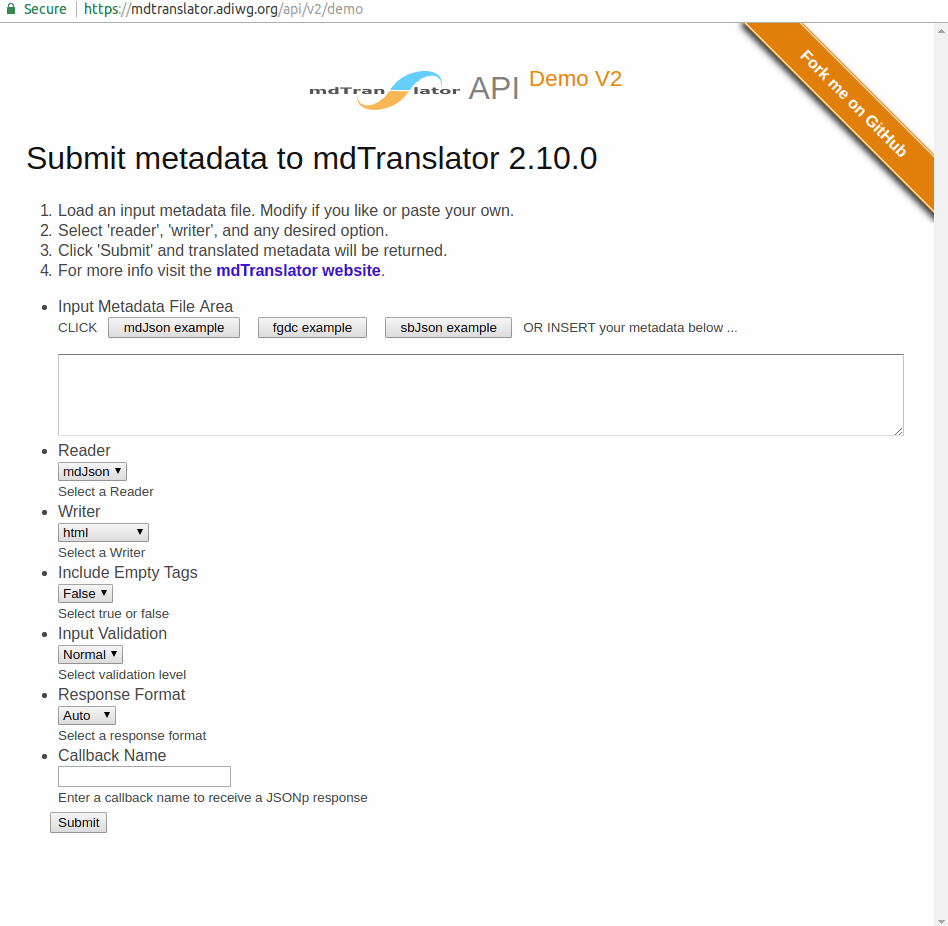 Secure https://mdtranslator.adiwg.org/api/v2/demo
Fork me on GitHub
mdTranslator API Demo V2
Submit metadata to mdTranslator 2.10.0
1. Load an input metadata file. Modify if you like or paste your own.
2. Select 'reader', 'writer', and any desired option.
3. Click 'Submit' and translated metadata will be returned.
4. For more info visit the mdTranslator website.
• Input Metadata File Area
CLICK mdJson example fgdc example sbJson example OR INSERT your metadata below ...
• Reader
mdJson
Select a Reader
• Writer
html
Select a Writer
• Include Empty Tags
False
Select true or false
• Input Validation
Normal
Select validation level
• Response Format
Auto
Select a response format
• Callback Name
Enter a callback name to receive a JSONp response
Submit